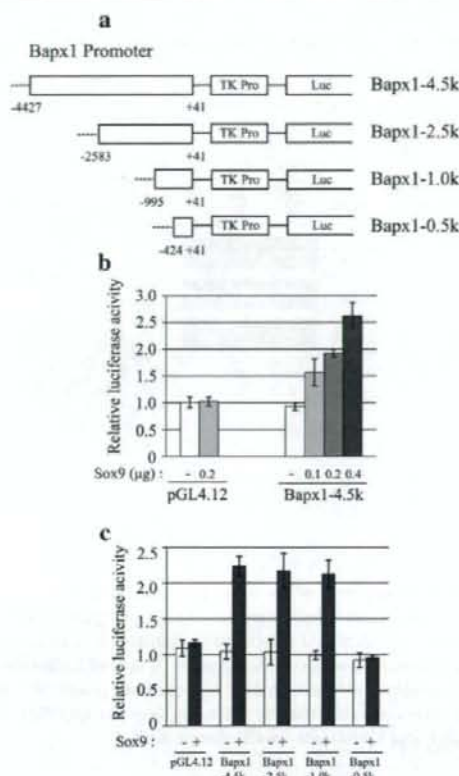 a
Bapx1 Promoter
TK Pro Luc Bapx1-4.5k
-4427 +41
TK Pro Luc Bapx1-2.5k
-2583 +41
TK Pro Luc Bapx1-1.0k
-995 +41
TK Pro Luc Bapx1-0.5k
-424 +41
b
Relative luciferase acivity
3.0
2.5
2.0
1.5
1.0
0.5
0
Sox9 (μg) : - 0.2 - 0.1 0.2 0.4
pGL4.12 Bapx1-4.5k
c
Relative luciferase acivity
2.5
2.0
1.5
1.0
0.5
0.0
Sox9 : - + - + - + - + - +
pGL4.12 Bapx1 Bapx1 Bapx1 Bapx1